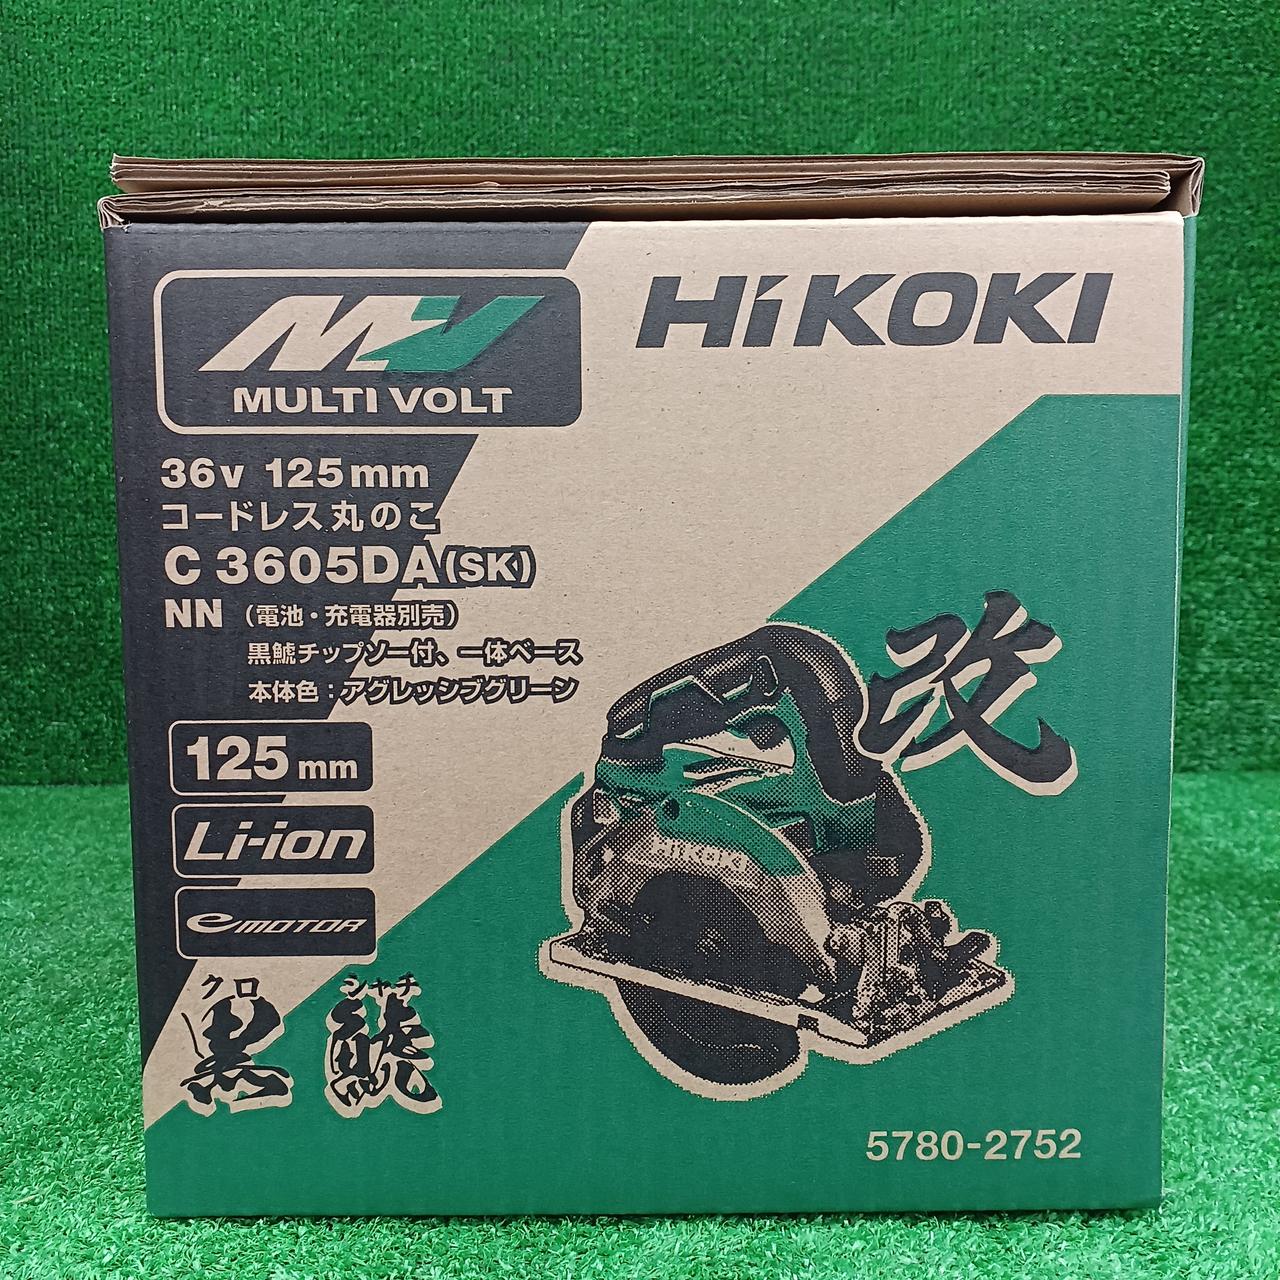 HiKOKI
MV
MULTI VOLT
36v 125mm
コードレス丸のこ
C 3605DA(SK)
NN (電池・充電器別売)
黒鯱チップソー付、一体ベース
本体色：アグレッシブグリーン
125mm
Li-ion
eMOTOR
クロ シャチ
黒 鯱
改
HiKOKI
5780-2752